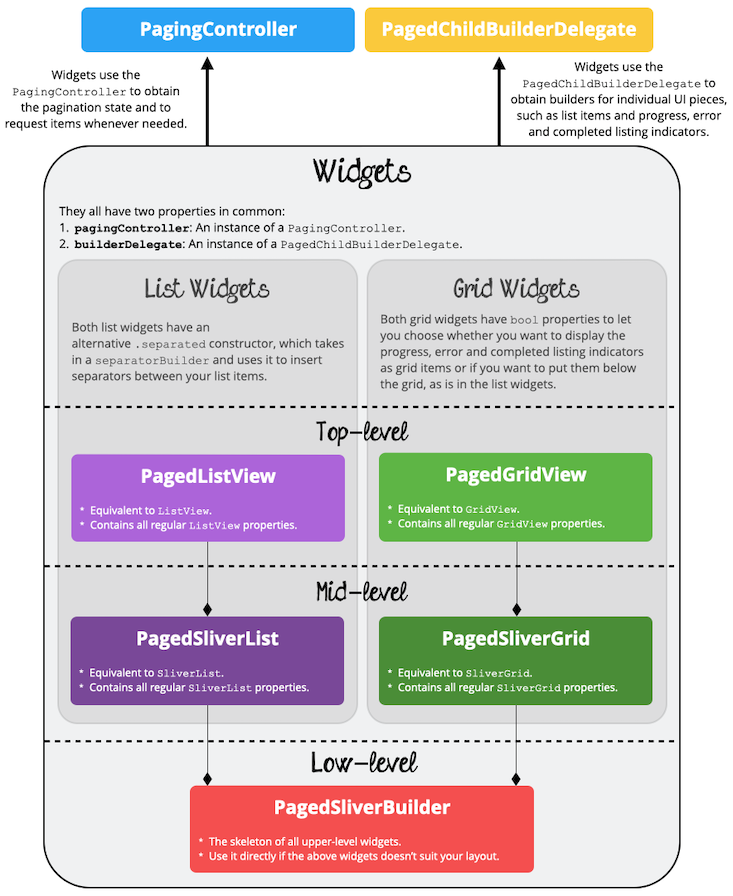 PagingController
PagedChildBuilderDelegate
Widgets use the
PagingController to obtain
the pagination state and to
request items whenever needed.
Widgets use the
PagedChildBuilderDelegate to
obtain builders for individual UI pieces,
such as list items and progress, error
and completed listing indicators.
Widgets
They all have two properties in common:
1. pagingController: An instance of a PagingController.
2. builderDelegate: An instance of a PagedChildBuilderDelegate.
List Widgets
Both list widgets have an
alternative .separated constructor, which takes
in a separatorBuilder and uses it to insert
separators between your list items.
Grid Widgets
Both grid widgets have bool properties to let
you choose whether you want to display the
progress, error and completed listing indicators
as grid items or if you want to put them below
the grid, as is in the list widgets.
Top-level
PagedListView
* Equivalent to ListView.
* Contains all regular ListView properties.
PagedGridView
* Equivalent to GridView.
* Contains all regular GridView properties.
Mid-level
PagedSliverList
* Equivalent to SliverList.
* Contains all regular SliverList properties.
PagedSliverGrid
* Equivalent to SliverGrid.
* Contains all regular SliverGrid properties.
Low-level
PagedSliverBuilder
* The skeleton of all upper-level widgets.
* Use it directly if the above widgets doesn't suit your layout.